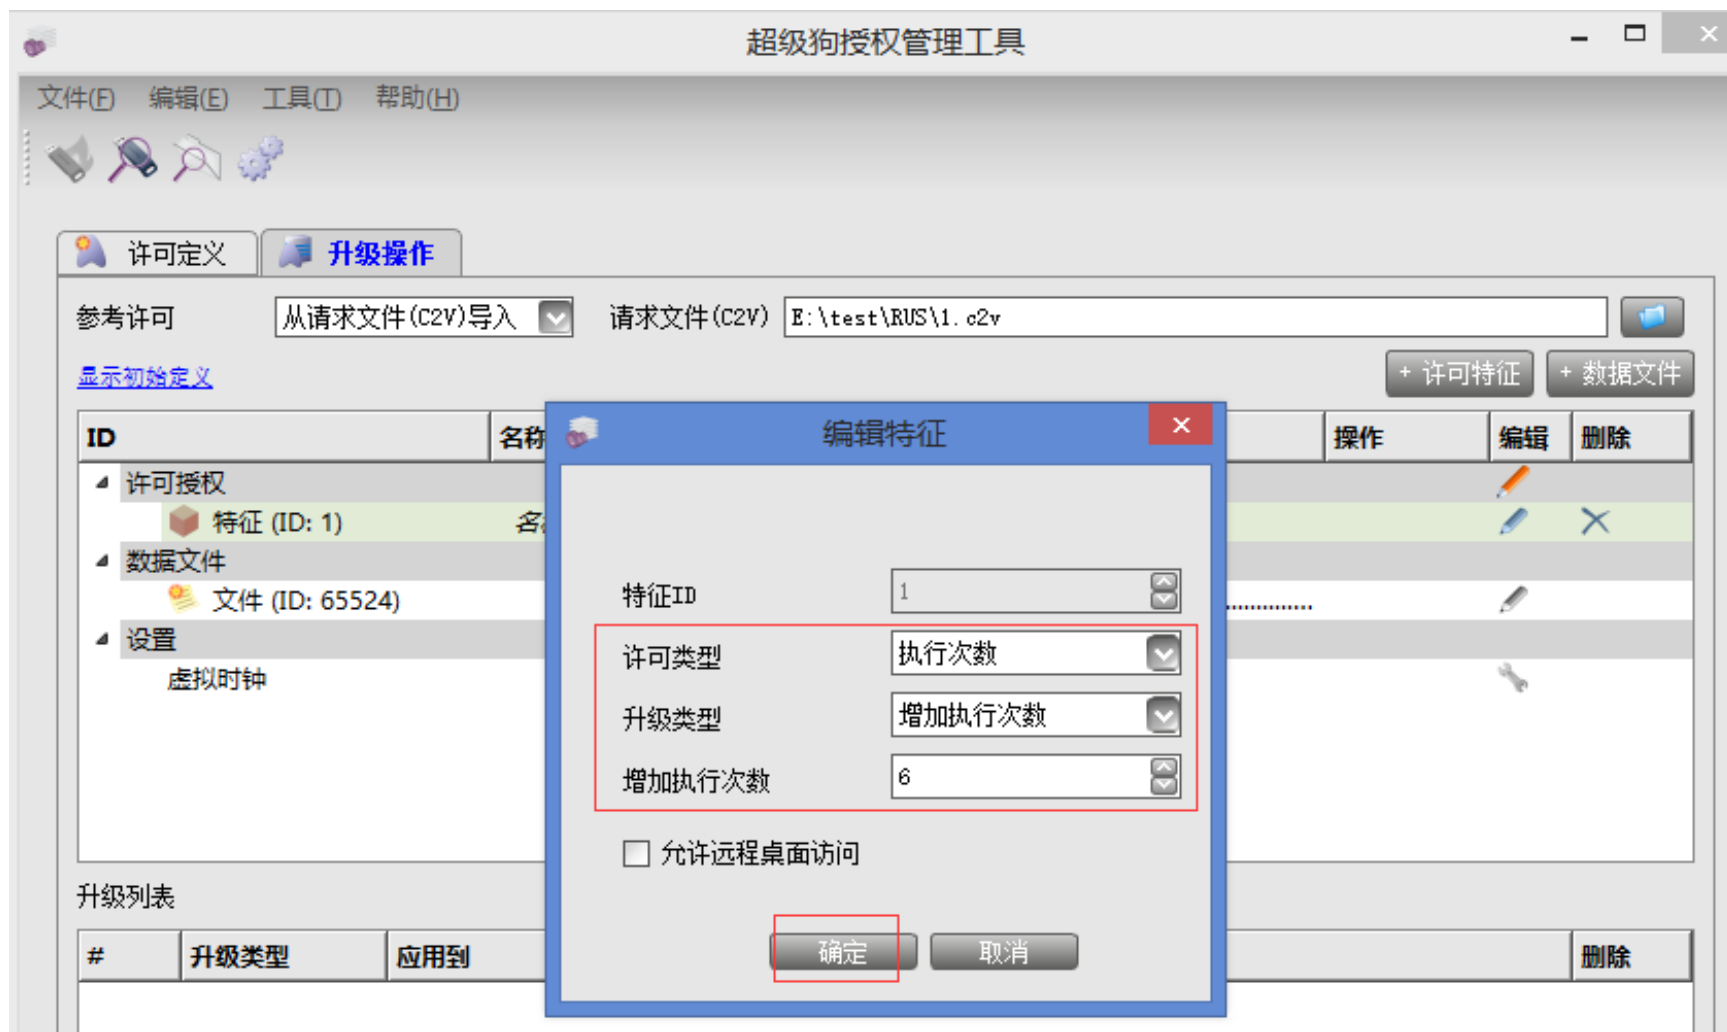 超级狗授权管理工具
文件(F) 编辑(E) 工具(T) 帮助(H)
许可定义 升级操作
参考许可 从请求文件(C2V)导入 请求文件(C2V) E:\test\RUS\1.c2v
显示初始定义 + 许可特征 + 数据文件
ID 名称 操作 编辑 删除
许可授权
特征 (ID: 1)
数据文件
文件 (ID: 65524) ..............
设置
虚拟时钟
编辑特征
特征ID 1
许可类型 执行次数
升级类型 增加执行次数
增加执行次数 6
允许远程桌面访问
确定 取消
升级列表
# 升级类型 应用到 删除